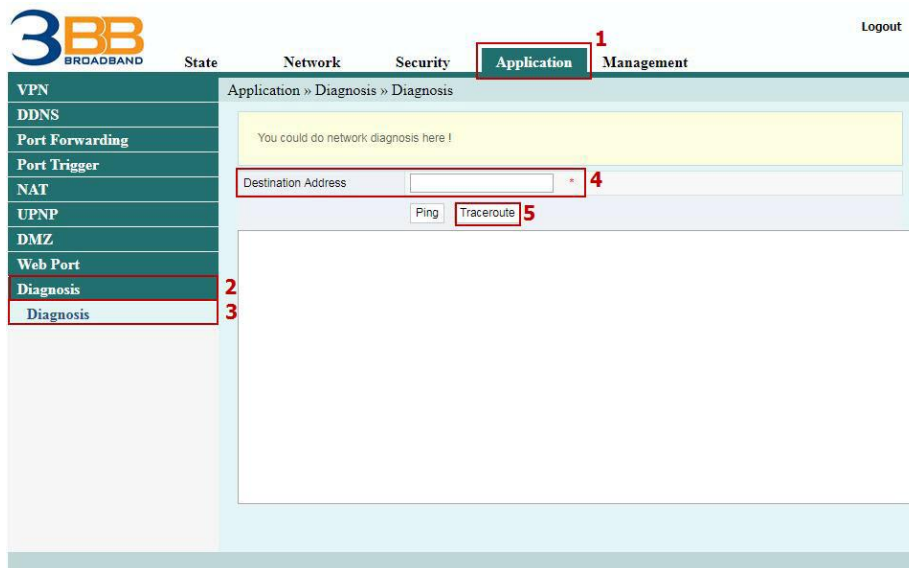 3BB
BROADBAND
Logout
1
State Network Security Application Management
VPN
DDNS
Port Forwarding
Port Trigger
NAT
UPNP
DMZ
Web Port
Diagnosis 2
Diagnosis 3
Application » Diagnosis » Diagnosis
You could do network diagnosis here !
Destination Address * 4
Ping Traceroute 5